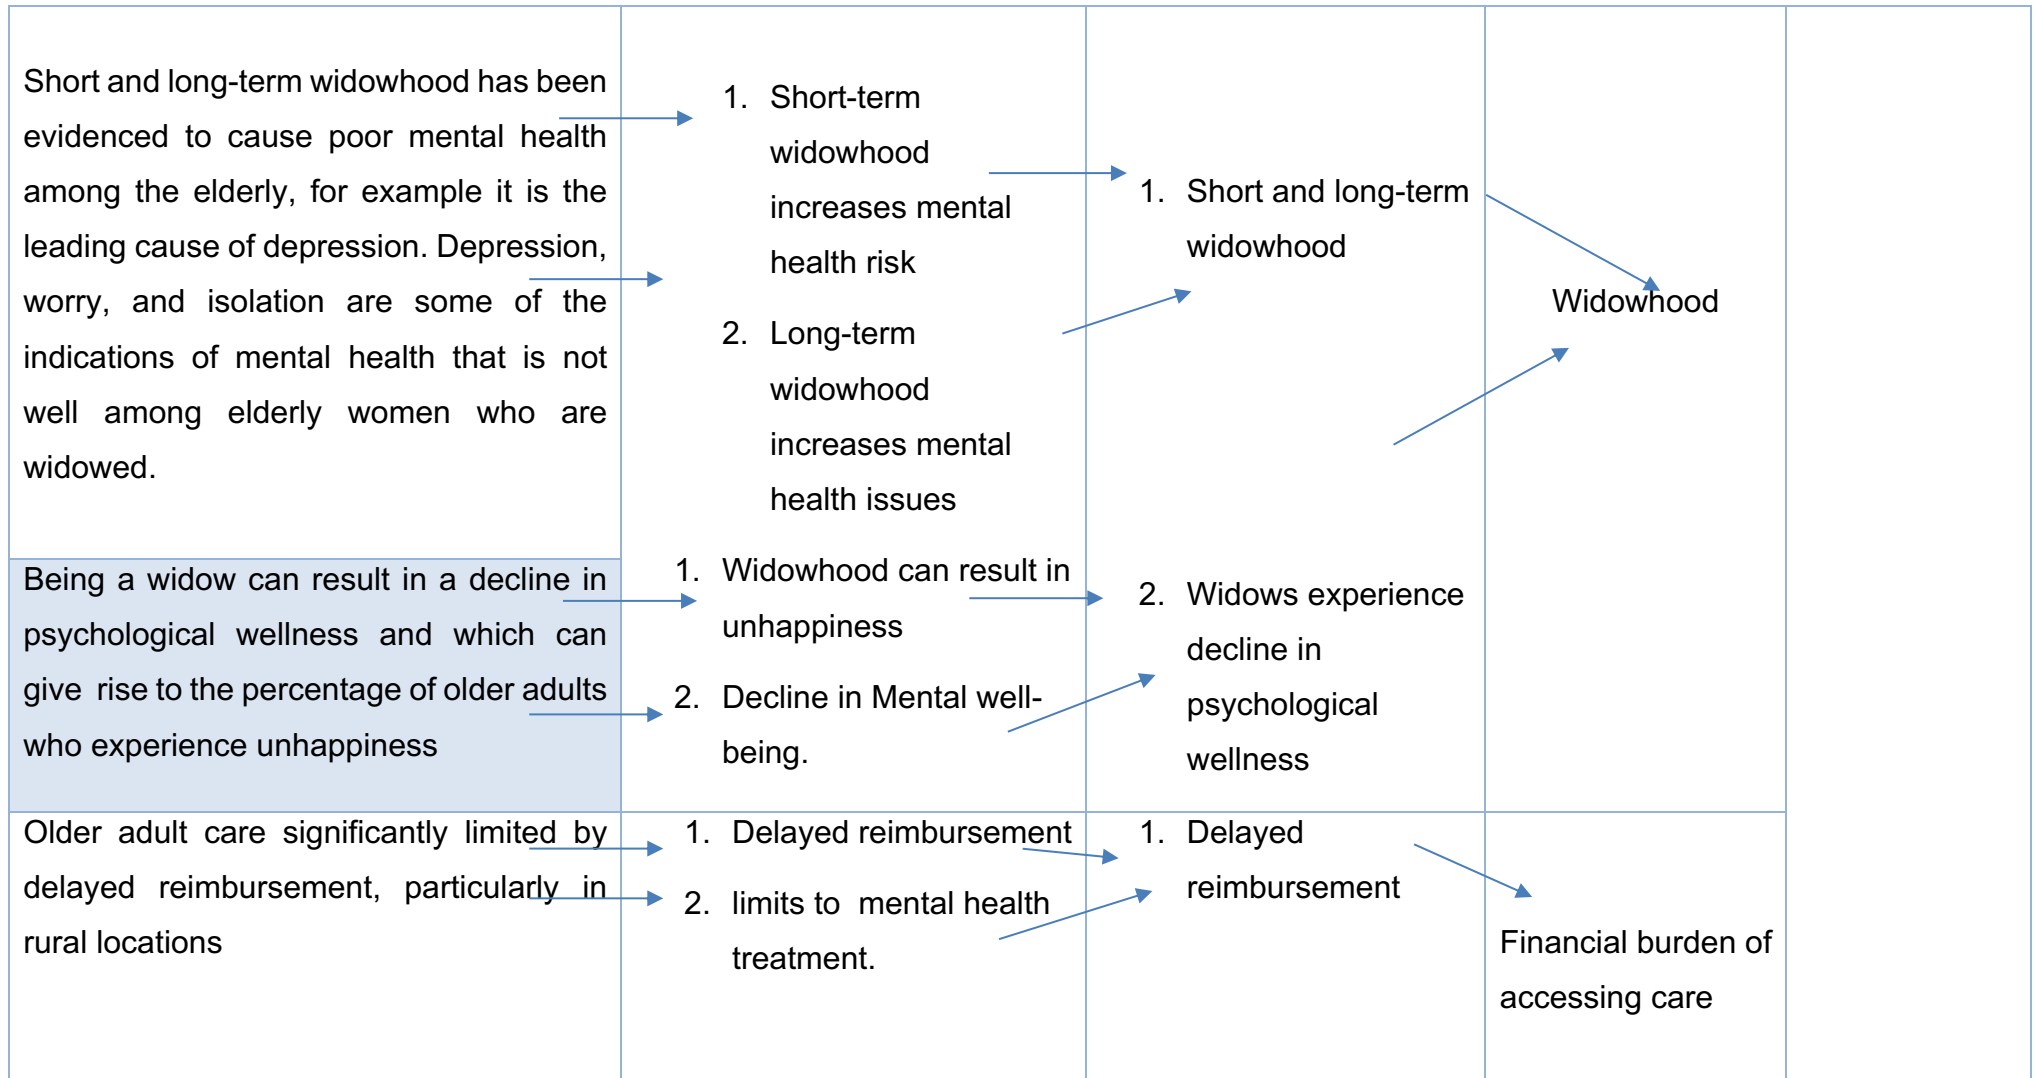 Short and long-term widowhood has been
evidenced to cause poor mental health
among the elderly, for example it is the
leading cause of depression. Depression,
worry, and isolation are some of the
indications of mental health that is not
well among elderly women who are
widowed.
1. Short-term
widowhood
increases mental
health risk
2. Long-term
widowhood
increases mental
health issues
1. Short and long-term
widowhood
Widowhood
Being a widow can result in a decline in
psychological wellness and which can
give rise to the percentage of older adults
who experience unhappiness
1. Widowhood can result in
unhappiness
2. Decline in Mental well-
being.
2. Widows experience
decline in
psychological
wellness
Older adult care significantly limited by
delayed reimbursement, particularly in
rural locations
1. Delayed reimbursement
2. limits to mental health
treatment.
1. Delayed
reimbursement
Financial burden of
accessing care